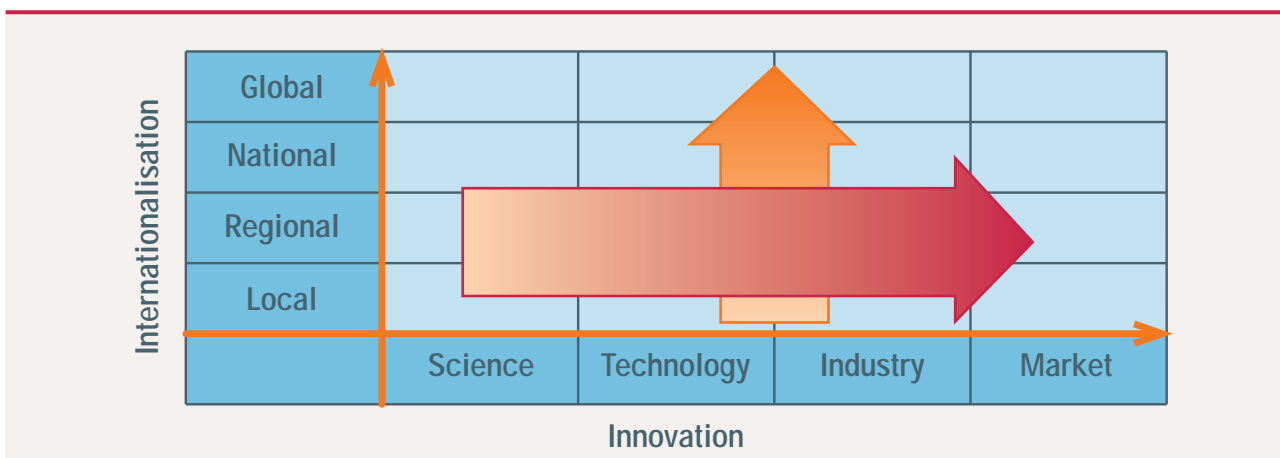 Internationalisation
Global
National
Regional
Local
Science Technology Industry Market
Innovation